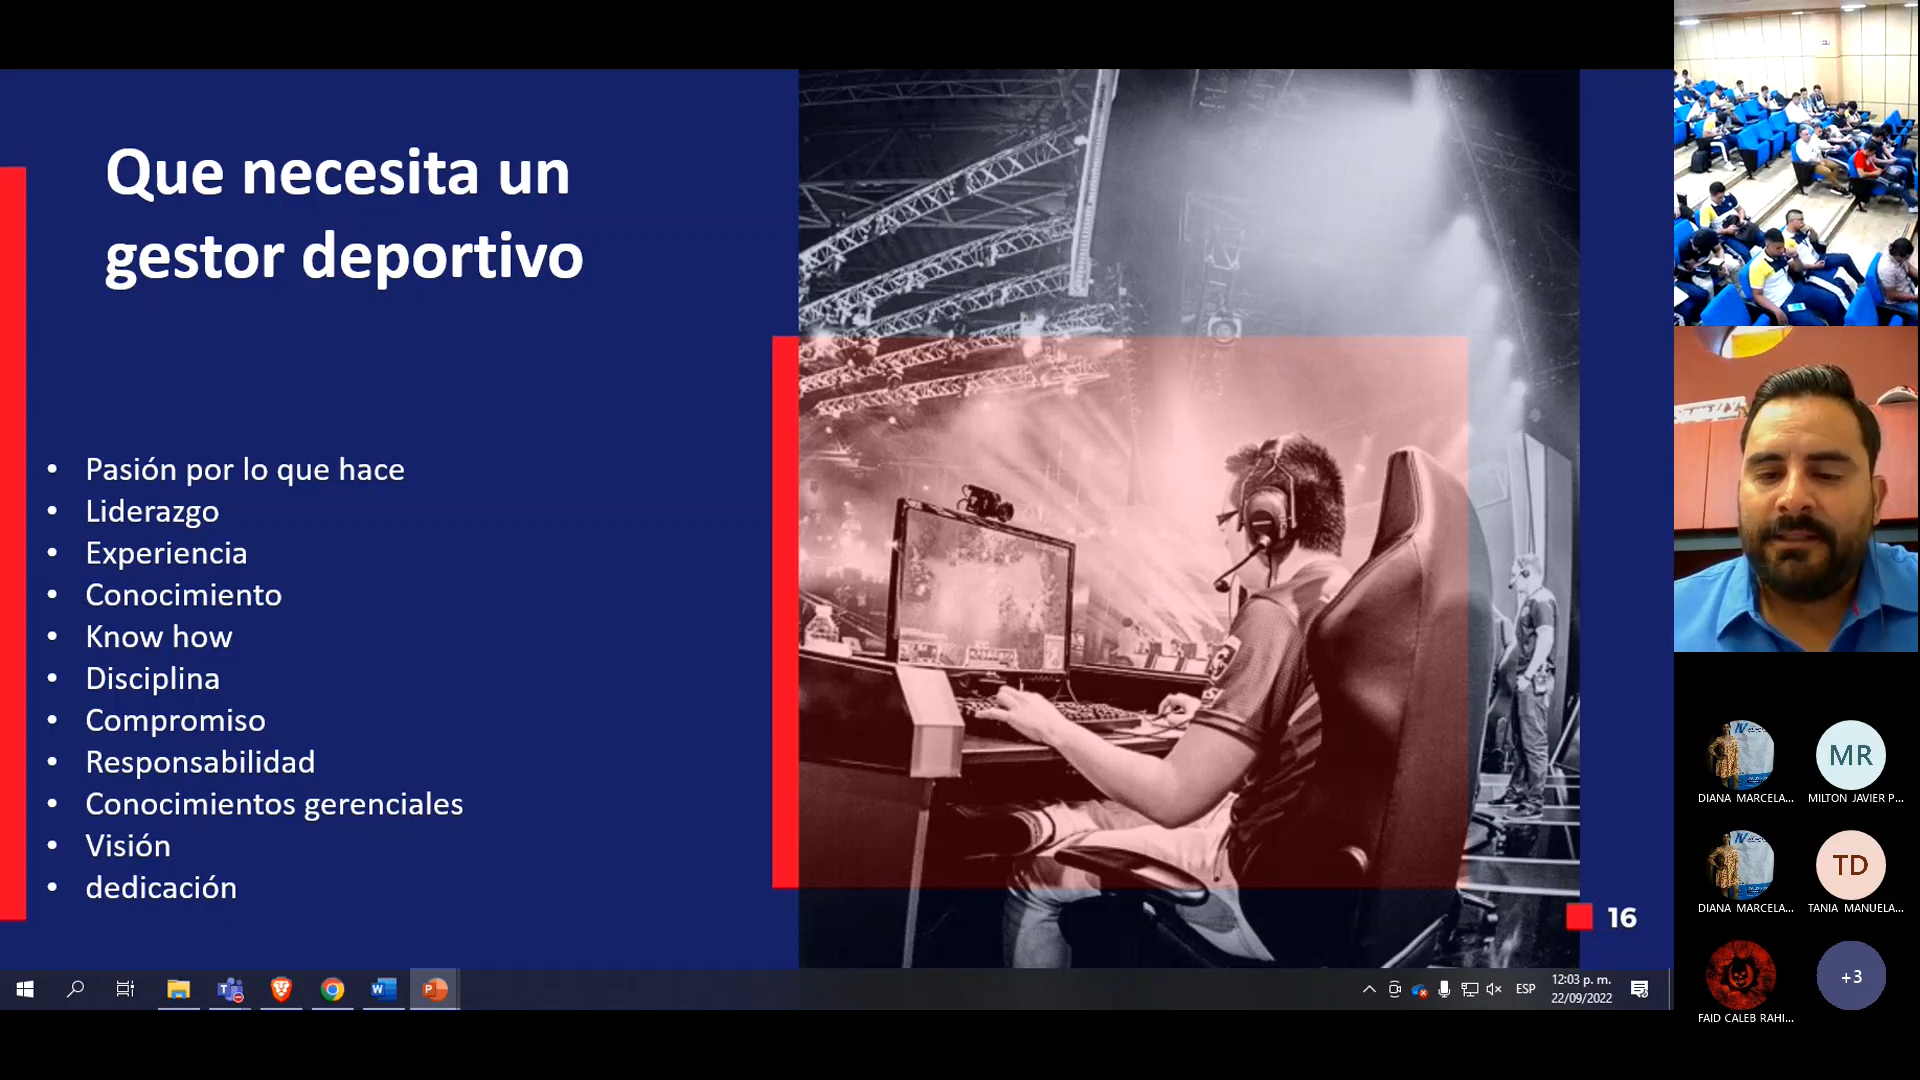 Que necesita un
gestor deportivo
• Pasión por lo que hace
• Liderazgo
• Experiencia
• Conocimiento
• Know how
• Disciplina
• Compromiso
• Responsabilidad
• Conocimientos gerenciales
• Visión
• dedicación
16
ESP
12:03 p. m.
22/09/2022
DIANA MARCELA...
MR
MILTON JAVIER P...
DIANA MARCELA...
TD
TANIA MANUELA...
FAID CALEB RAHI...
+3